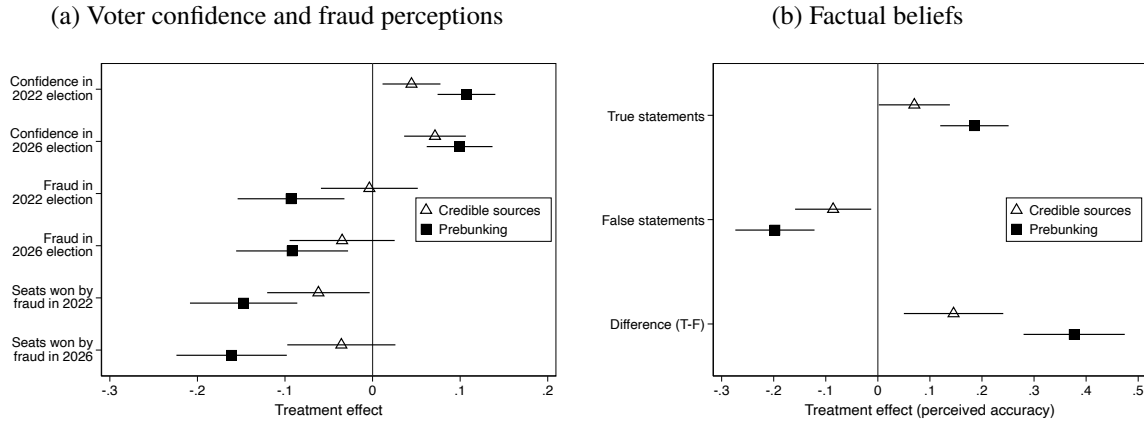 (a) Voter confidence and fraud perceptions
Confidence in
2022 election
Confidence in
2026 election
Fraud in
2022 election
Fraud in
2026 election
Seats won by
fraud in 2022
Seats won by
fraud in 2026
Credible sources
Prebunking
-.3 -.2 -.1 0 .1 .2
Treatment effect
(b) Factual beliefs
True statements
False statements
Difference (T-F)
Credible sources
Prebunking
-.3 -.2 -.1 0 .1 .2 .3 .4 .5
Treatment effect (perceived accuracy)